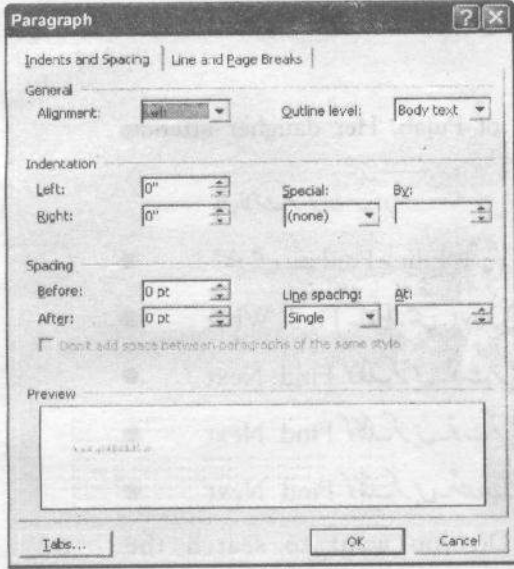 Paragraph
Indents and Spacing Line and Page Breaks
General
Alignment: Left Outline level: Body text
Indentation
Left: 0" Special: By:
Right: 0" (none)
Spacing
Before: 0 pt Line spacing: At:
After: 0 pt Single
Don't add space between paragraphs of the same style
Preview
Tabs... OK Cancel